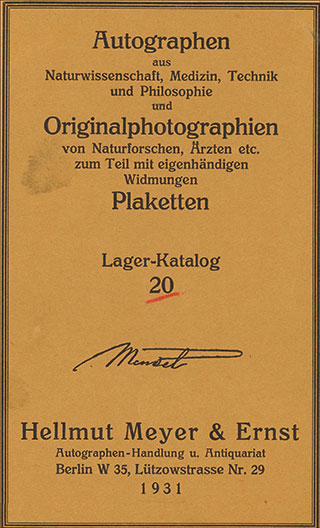 Autographen
aus
Naturwissenschaft, Medizin, Technik
und Philosophie
und
Originalphotographien
von Naturforschen, Ärzten etc.
zum Teil mit eigenhändigen
Widmungen
Plaketten
Lager-Katalog
20
Hellmut Meyer & Ernst
Autographen-Handlung u. Antiquariat
Berlin W 35, Lützowstrasse Nr. 29
1931